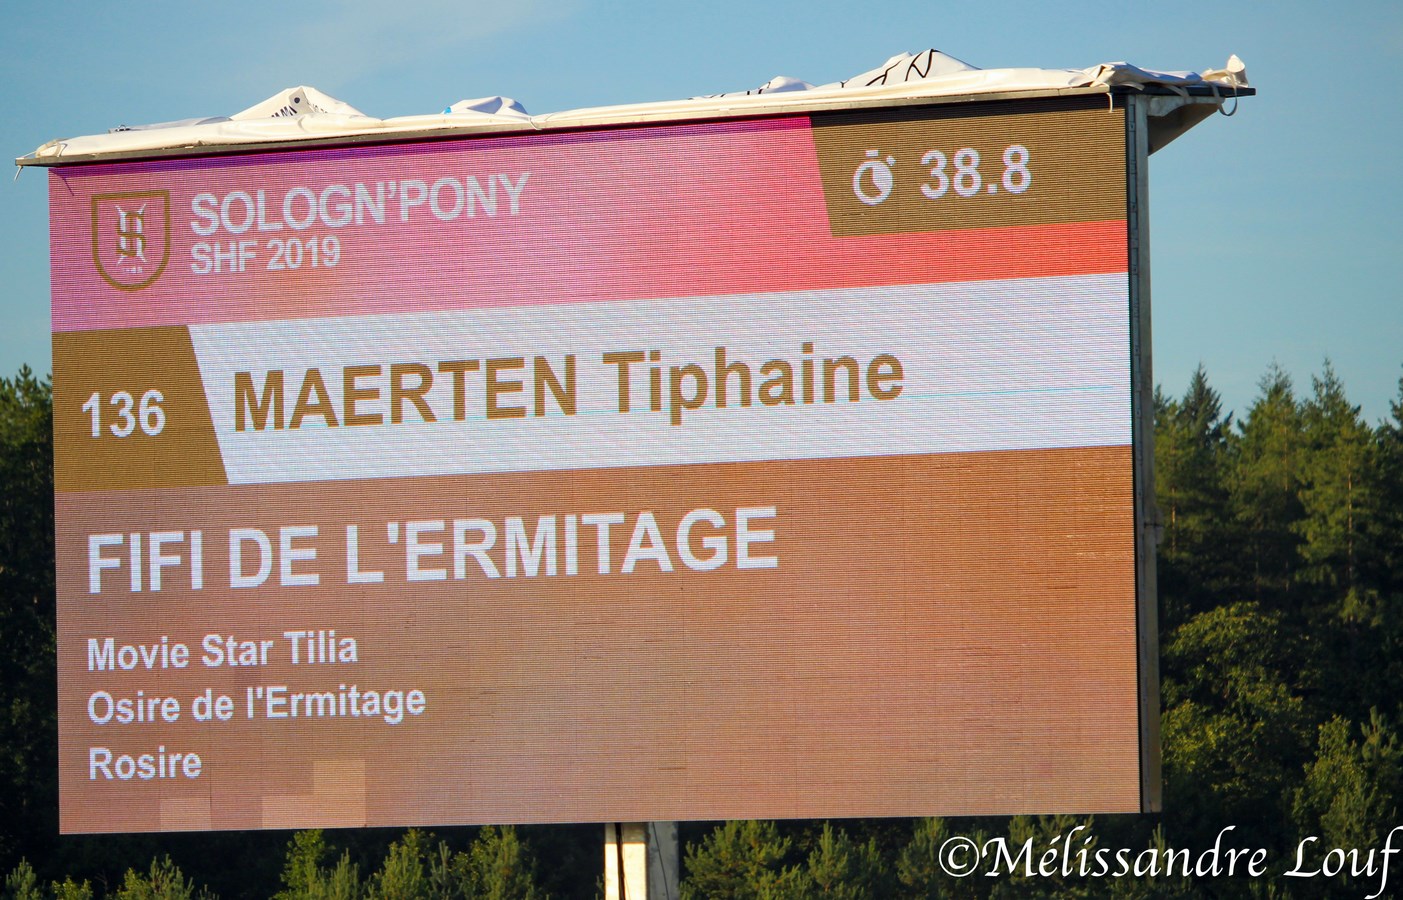 SOLOGN'PONY
SHF 2019
38.8
136
MAERTEN Tiphaine
FIFI DE L'ERMITAGE
Movie Star Tilia
Osire de l'Ermitage
Rosire
©Mélissandre Louf